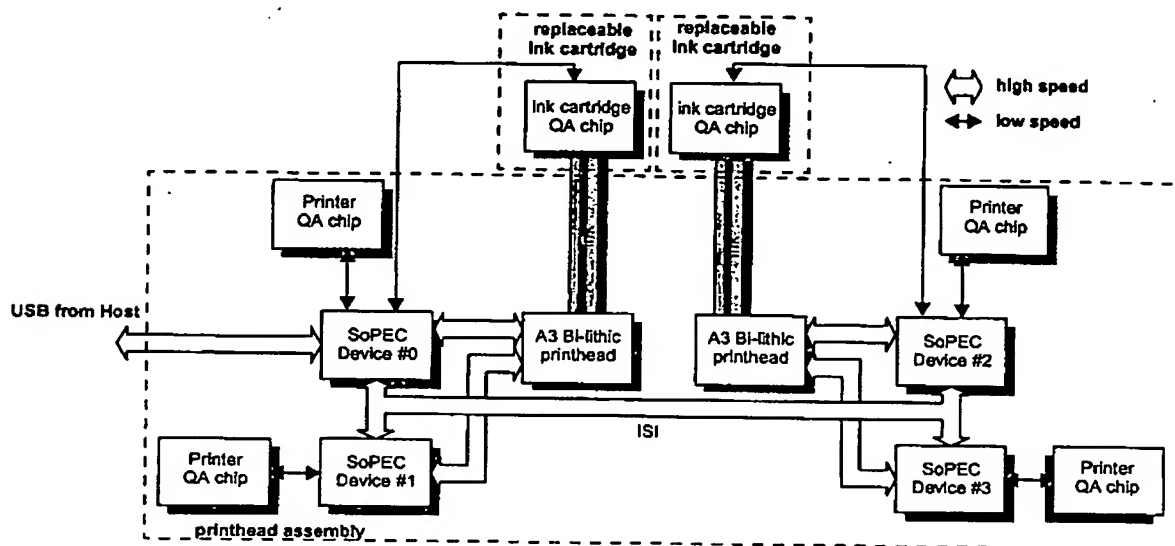 replaceable
Ink cartridge
replaceable
Ink cartridge
Ink cartridge
QA chip
ink cartridge
QA chip
high speed
low speed
Printer
QA chip
Printer
QA chip
USB from Host
SoPEC
Device #0
A3 Bi-lithic
printhead
A3 Bi-lithic
printhead
SoPEC
Device #2
ISI
Printer
QA chip
SoPEC
Device #1
SoPEC
Device #3
Printer
QA chip
printhead assembly